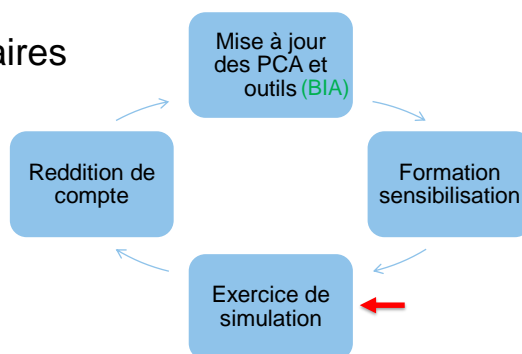 aires
Mise à jour
des PCA et
outils (BIA)
Reddition de
compte
Formation
sensibilisation
Exercice de
simulation